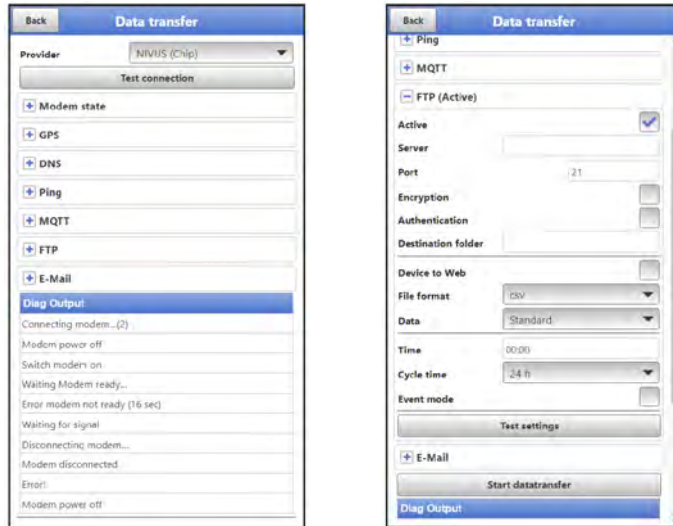 Back Data transfer
Provider NIVUS (Chip)
Test connection
Modem state
GPS
DNS
Ping
MQTT
FTP
E-Mail
Diag Output
Connecting modem...(2)
Modem power off
Switch modem on
Waiting Modem ready...
Error modem not ready (16 sec)
Waiting for signal
Disconnecting modem...
Modem disconnected
Error!
Modem power off
Back Data transfer
Ping
MQTT
FTP (Active)
Active
Server
Port 21
Encryption
Authentication
Destination folder
Device to Web
File format csv
Data Standard
Time 00:00
Cycle time 24 h
Event mode
Test settings
E-Mail
Start datatransfer
Diag Output